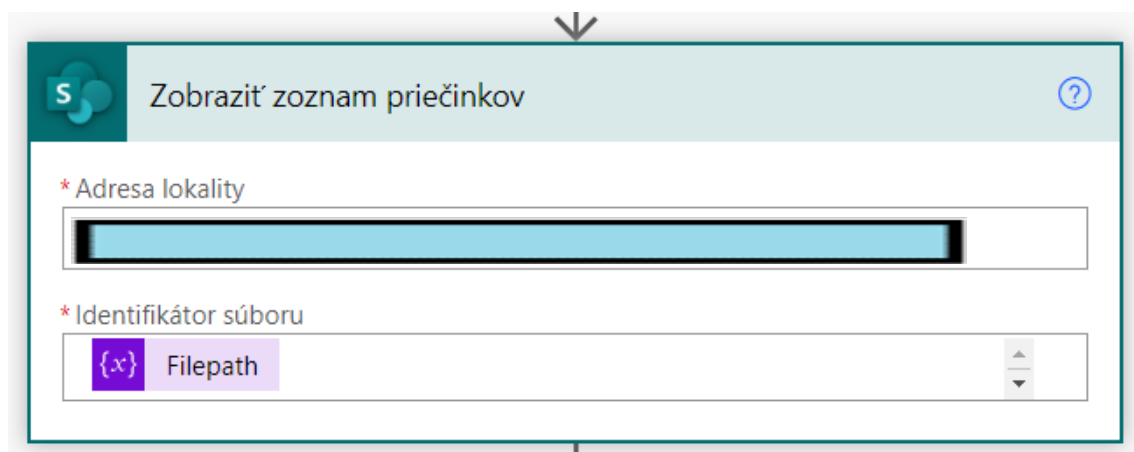 S
Zobraziť zoznam priečinkov
?
* Adresa lokality
* Identifikátor súboru
{x} Filepath